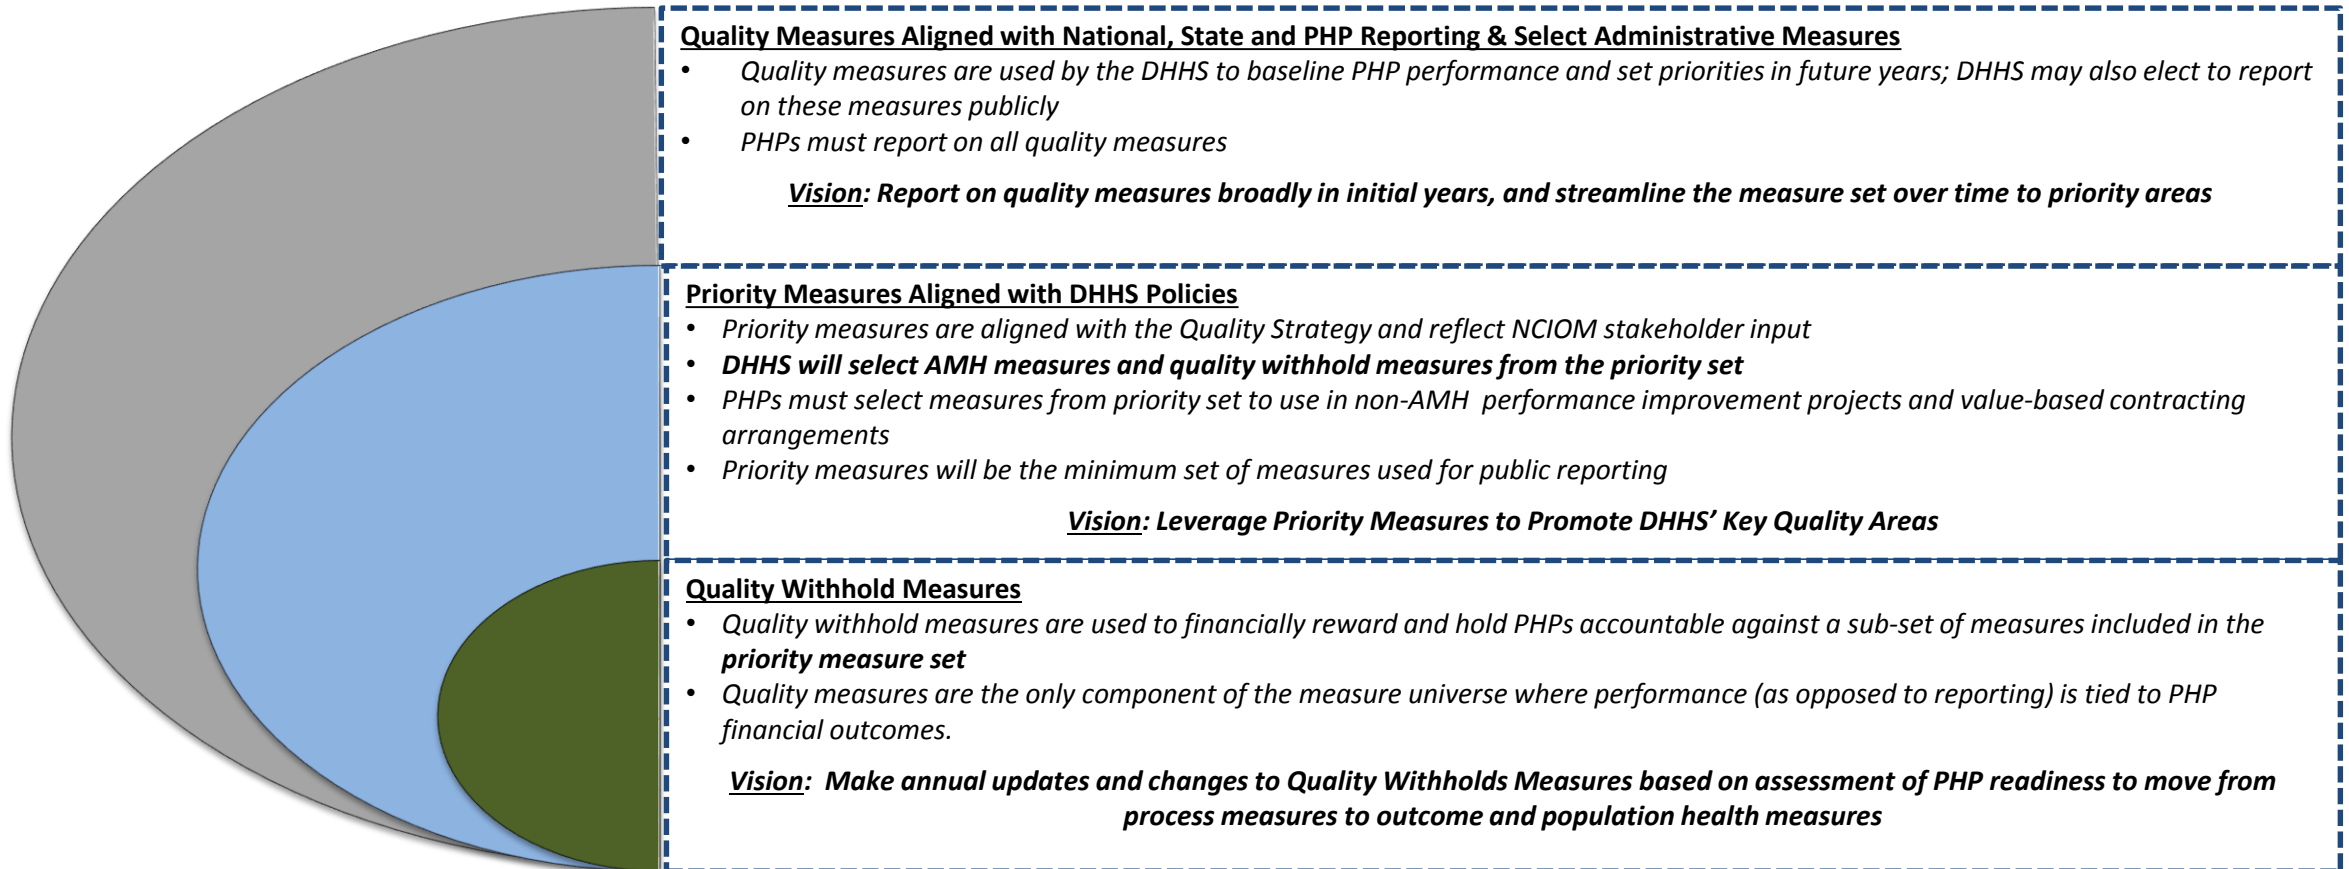 Quality Measures Aligned with National, State and PHP Reporting & Select Administrative Measures
• Quality measures are used by the DHHS to baseline PHP performance and set priorities in future years; DHHS may also elect to report
on these measures publicly
• PHPs must report on all quality measures
Vision: Report on quality measures broadly in initial years, and streamline the measure set over time to priority areas
Priority Measures Aligned with DHHS Policies
• Priority measures are aligned with the Quality Strategy and reflect NCIOM stakeholder input
• DHHS will select AMH measures and quality withhold measures from the priority set
• PHPs must select measures from priority set to use in non-AMH performance improvement projects and value-based contracting
arrangements
• Priority measures will be the minimum set of measures used for public reporting
Vision: Leverage Priority Measures to Promote DHHS’ Key Quality Areas
Quality Withhold Measures
• Quality withhold measures are used to financially reward and hold PHPs accountable against a sub-set of measures included in the
priority measure set
• Quality measures are the only component of the measure universe where performance (as opposed to reporting) is tied to PHP
financial outcomes.
Vision: Make annual updates and changes to Quality Withholds Measures based on assessment of PHP readiness to move from
process measures to outcome and population health measures